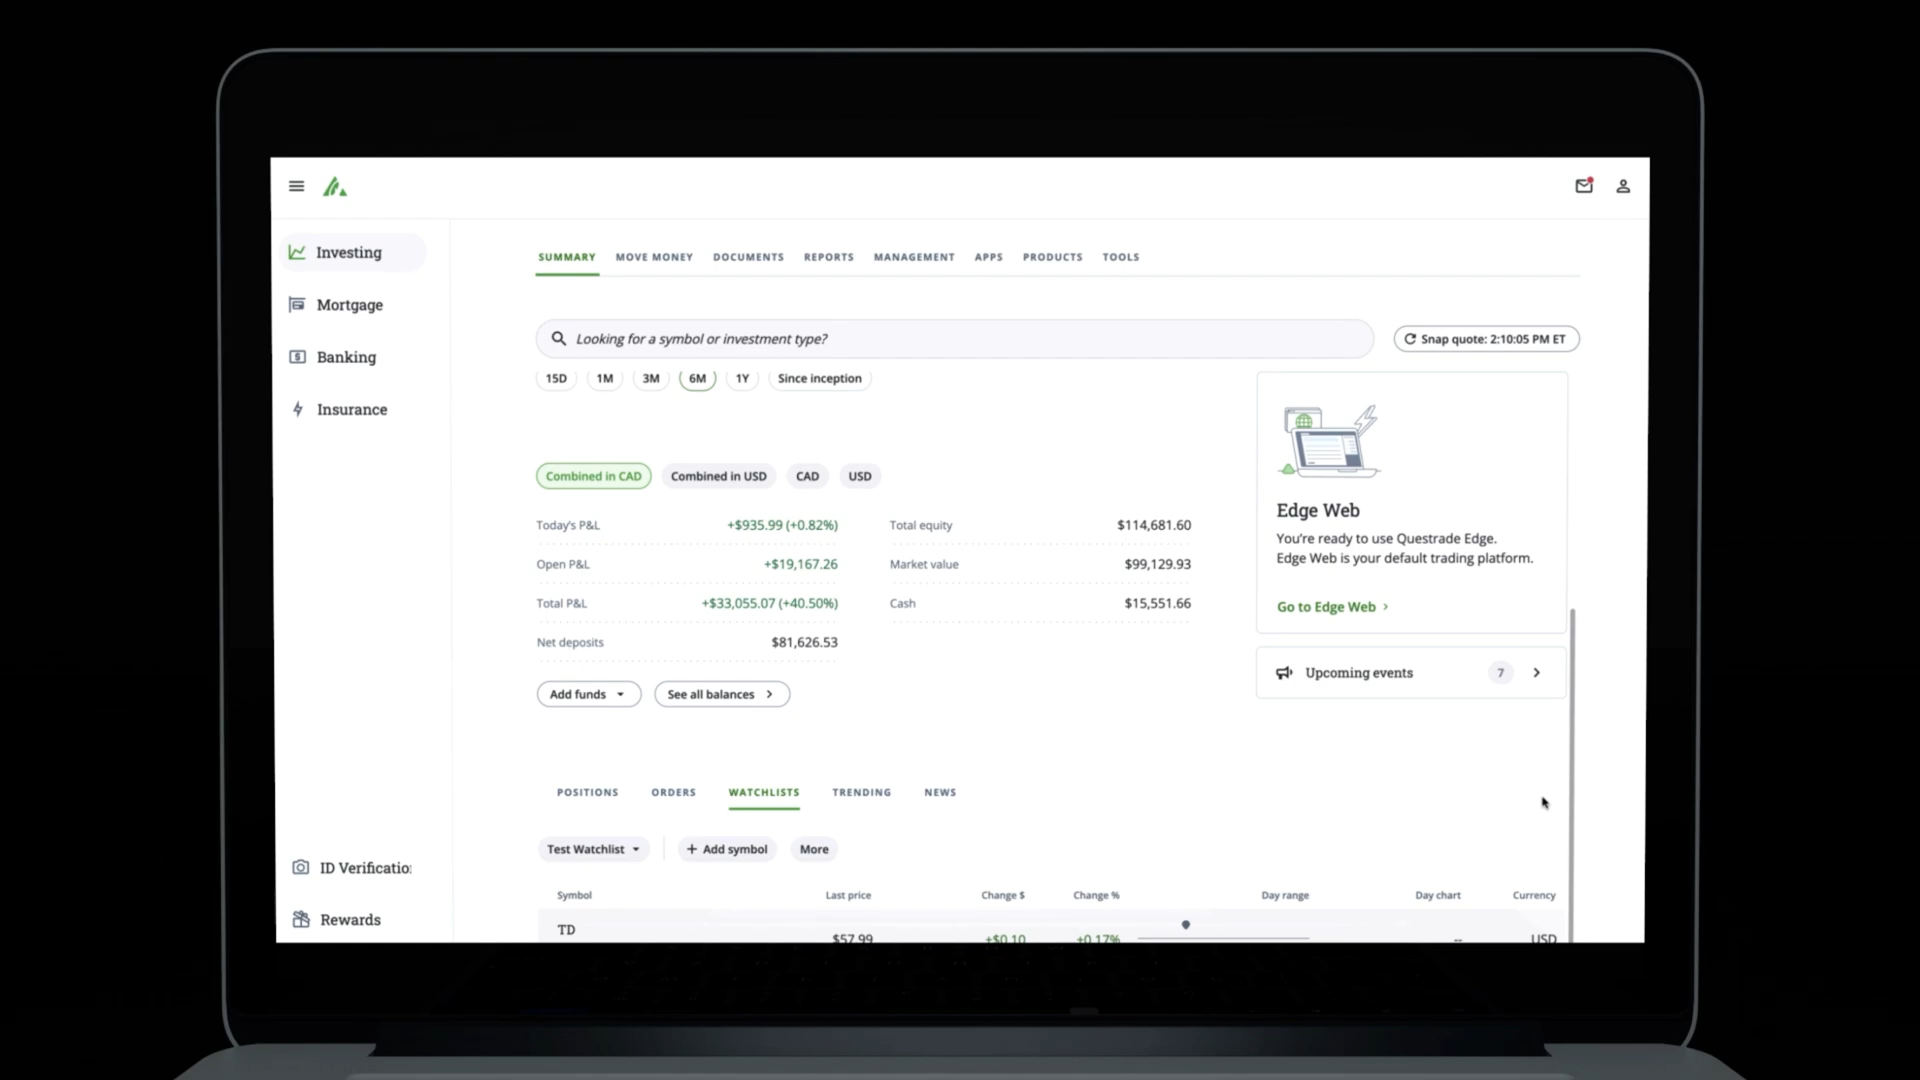 Investing
Mortgage
Banking
Insurance
ID Verificatio
Rewards
SUMMARY MOVE MONEY DOCUMENTS REPORTS MANAGEMENT APPS PRODUCTS TOOLS
Looking for a symbol or investment type?
Snap quote: 2:10:05 PM ET
15D 1M 3M 6M 1Y Since inception
Combined in CAD Combined in USD CAD USD
Today's P&L +$935.99 (+0.82%) Total equity $114,681.60
Open P&L +$19,167.26 Market value $99,129.93
Total P&L +$33,055.07 (+40.50%) Cash $15,551.66
Net deposits $81,626.53
Add funds See all balances
Edge Web
You're ready to use Questrade Edge.
Edge Web is your default trading platform.
Go to Edge Web
Upcoming events 7
POSITIONS ORDERS WATCHLISTS TRENDING NEWS
Test Watchlist + Add symbol More
Symbol Last price Change $ Change % Day range Day chart Currency
TD
$57.99 +$0.10 +0.17% -- USD